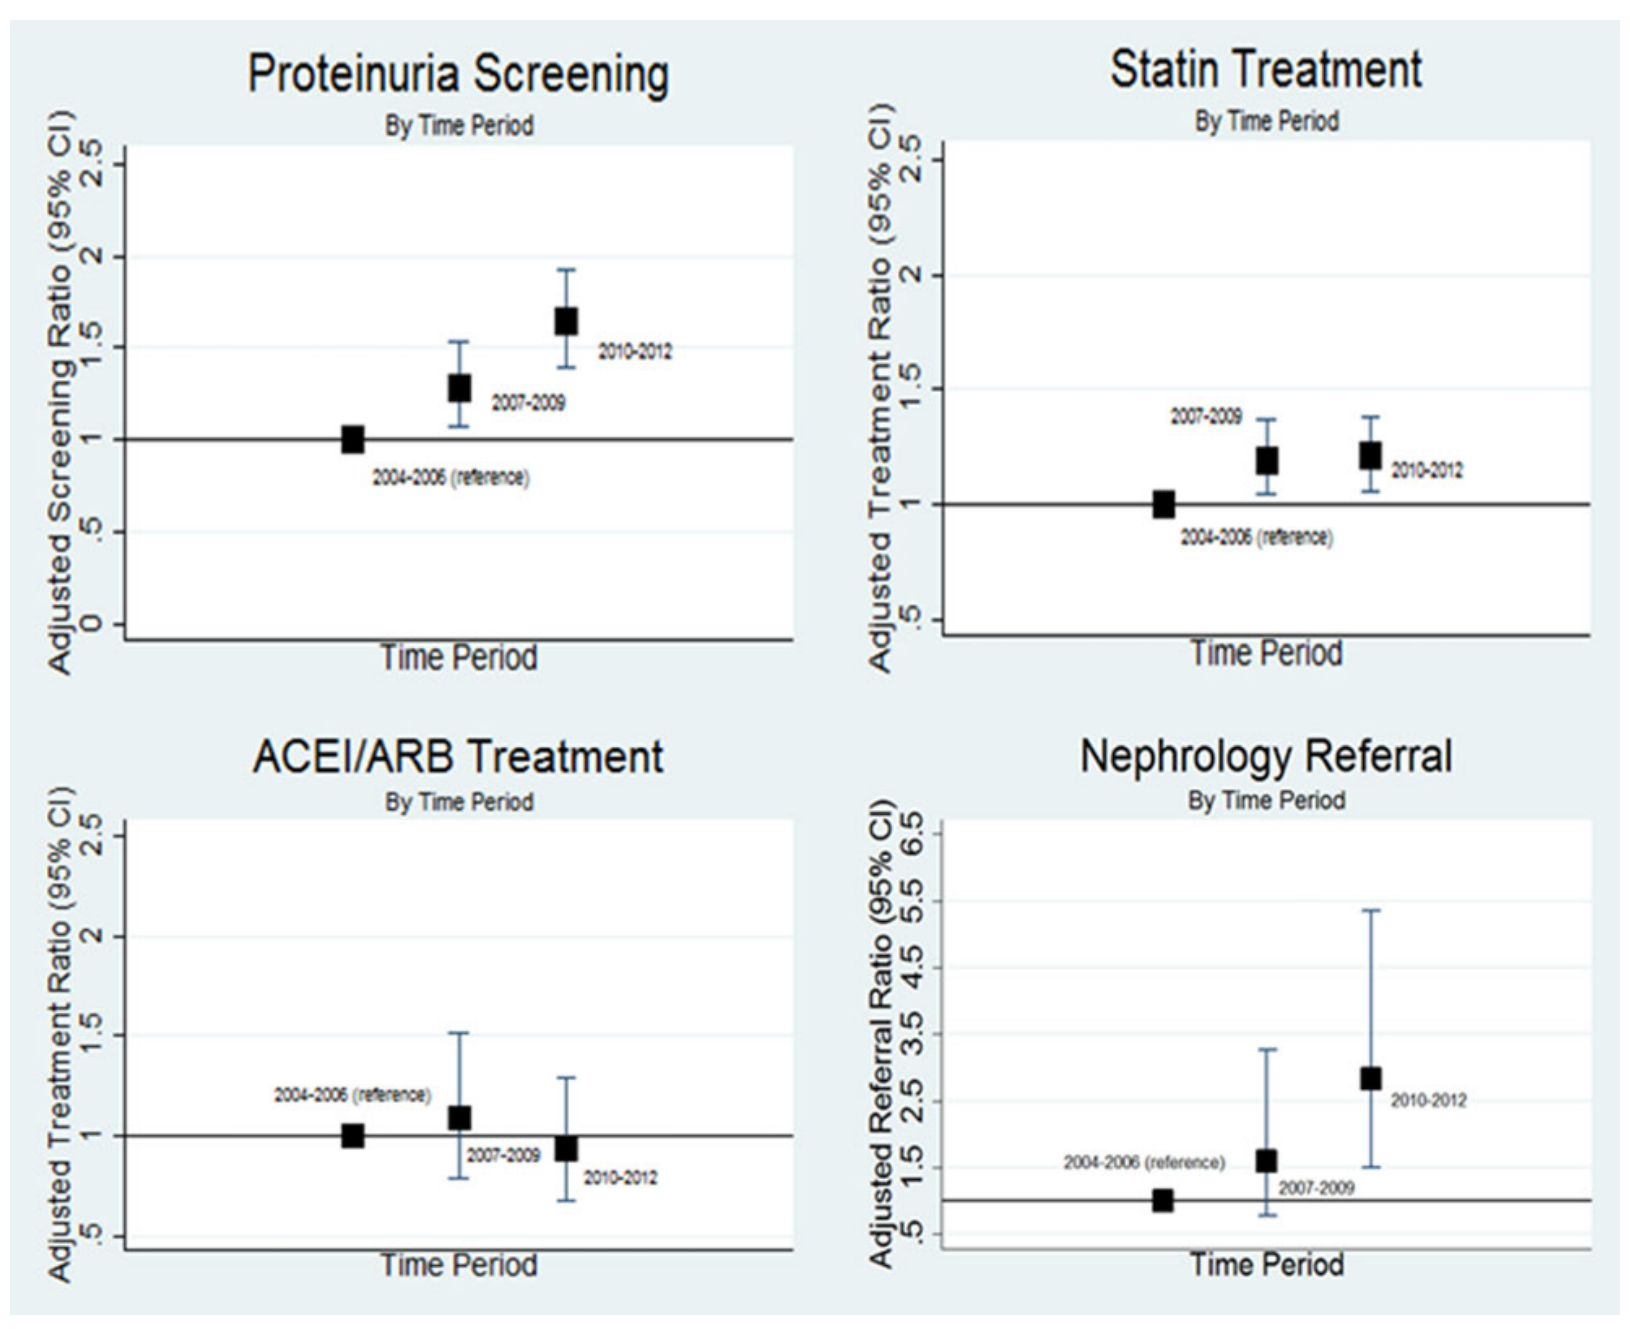 Proteinuria Screening
By Time Period
Adjusted Screening Ratio (95% CI)
2.5
2
1.5
1
.5
0
2010-2012
2007-2009
2004-2006 (reference)
Time Period
Statin Treatment
By Time Period
Adjusted Treatment Ratio (95% CI)
2.5
2
1.5
1
.5
2007-2009
2010-2012
2004-2006 (reference)
Time Period
ACEI/ARB Treatment
By Time Period
Adjusted Treatment Ratio (95% CI)
2.5
2
1.5
1
.5
2004-2006 (reference)
2007-2009
2010-2012
Time Period
Nephrology Referral
By Time Period
Adjusted Referral Ratio (95% CI)
6.5
5.5
4.5
3.5
2.5
1.5
.5
2010-2012
2004-2006 (reference)
2007-2009
Time Period